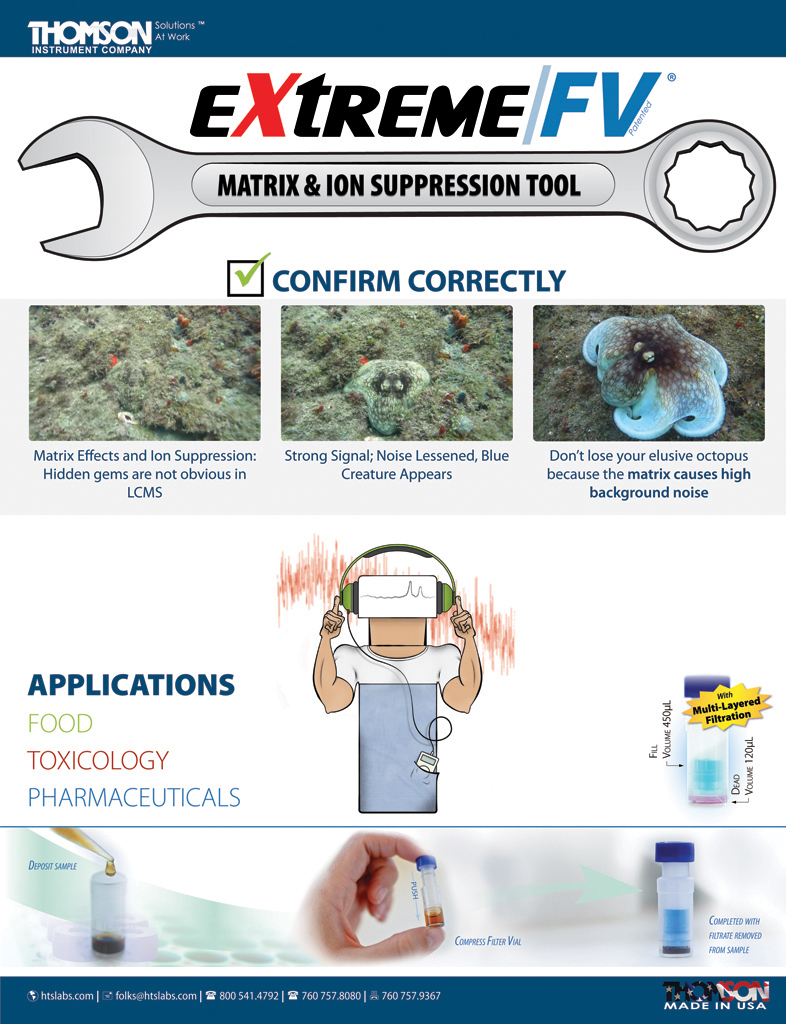 THOMSON Solutions ™
INSTRUMENT COMPANY At Work
eXtREME/FV®
Patented
MATRIX & ION SUPPRESSION TOOL
CONFIRM CORRECTLY
Matrix Effects and Ion Suppression:
Hidden gems are not obvious in
LCMS
Strong Signal; Noise Lessened, Blue
Creature Appears
Don’t lose your elusive octopus
because the matrix causes high
background noise
APPLICATIONS
FOOD
TOXICOLOGY
PHARMACEUTICALS
With
Multi-Layered
Filtration
Fill
Volume 450µL
Dead
Volume 120µL
Deposit sample
PUSH
Compress Filter Vial
Completed with
filtrate removed
from sample
htslabs.com | folks@htslabs.com | 800 541.4792 | 760 757.8080 | 760 757.9367
THOMSON
MADE IN USA